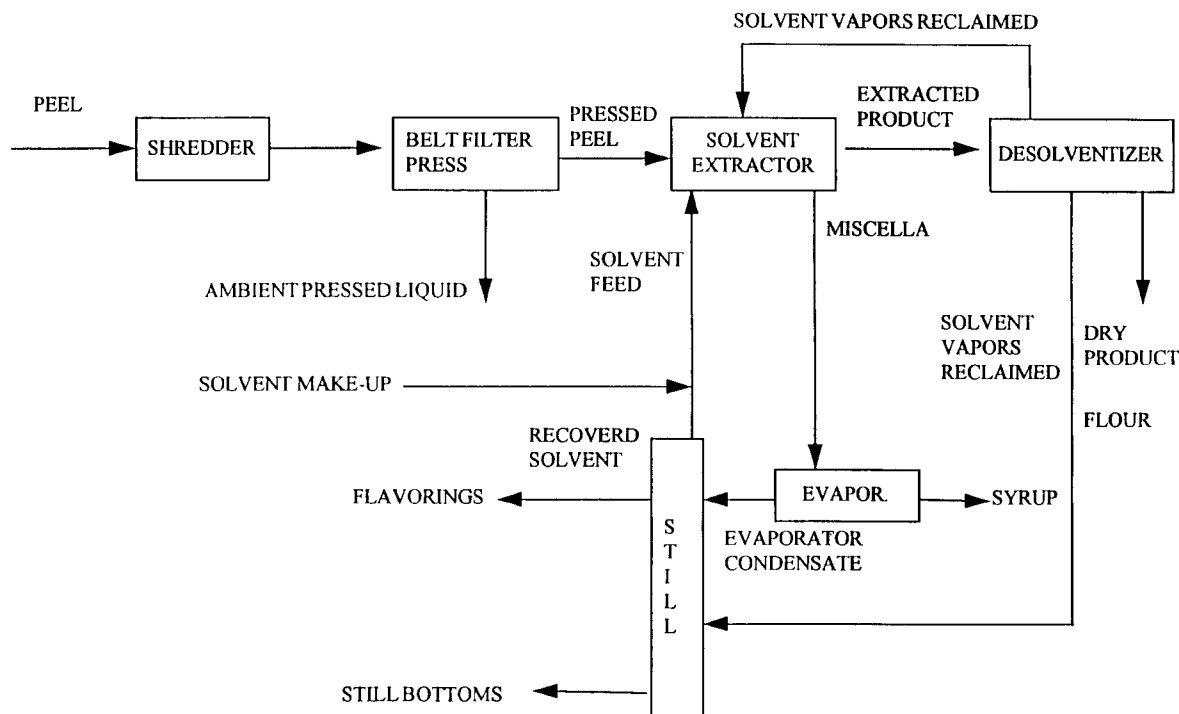 SOLVENT VAPORS RECLAIMED
PEEL
SHREDDER
BELT FILTER
PRESS
PRESSED
PEEL
SOLVENT
EXTRACTOR
EXTRACTED
PRODUCT
DESOLVENTIZER
AMBIENT PRESSED LIQUID
SOLVENT
FEED
MISCELLA
SOLVENT
VAPORS
RECLAIMED
DRY
PRODUCT
FLOUR
SOLVENT MAKE-UP
RECOVERD
SOLVENT
FLAVORINGS
STILL
EVAPOR.
SYRUP
EVAPORATOR
CONDENSATE
STILL BOTTOMS